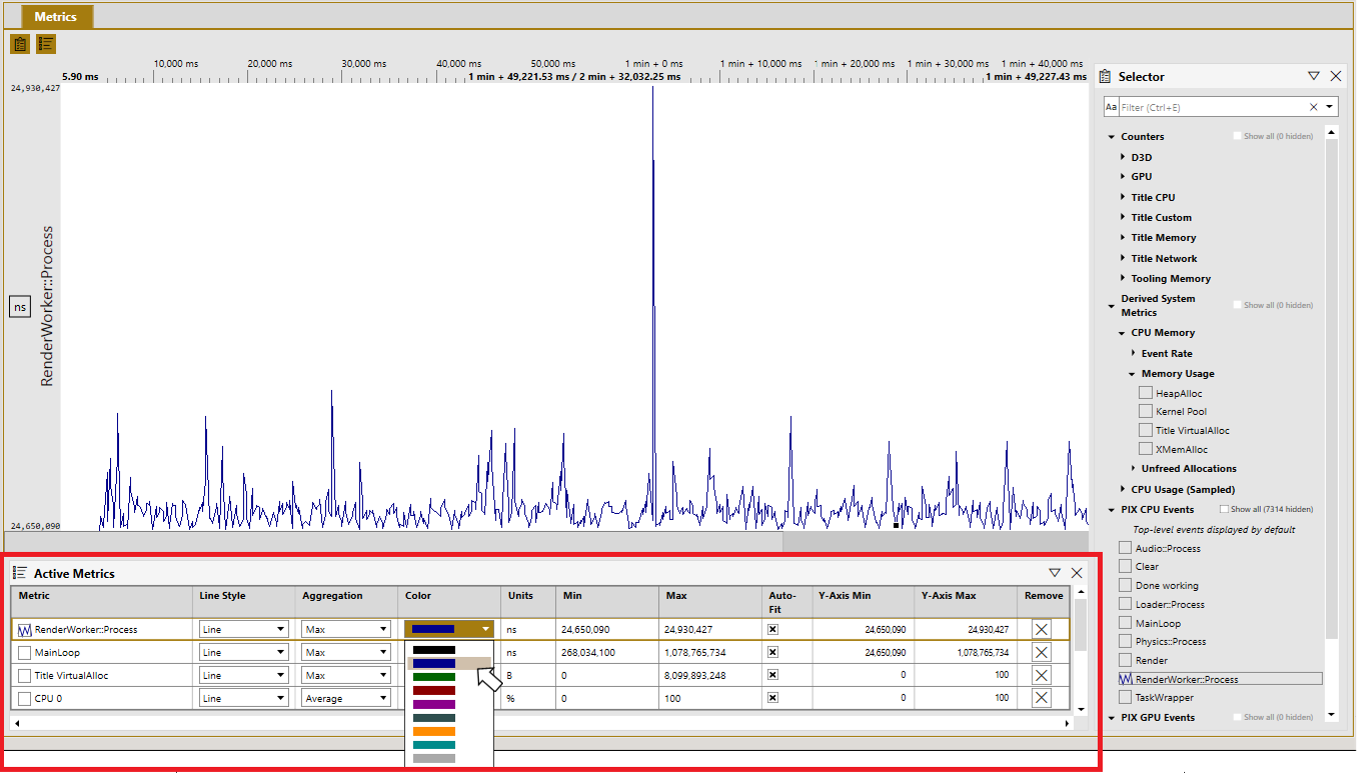 Metrics
10,000 ms 20,000 ms 30,000 ms 40,000 ms 50,000 ms 1 min + 0 ms 1 min + 10,000 ms 1 min + 20,000 ms 1 min + 30,000 ms 1 min + 40,000 ms
5.90 ms 1 min + 49,221.53 ms / 2 min + 32,032.25 ms 1 min + 49,227.43 ms
24,930,427
ns
RenderWorker::Process
24,650,090
Selector
Aa Filter (Ctrl+E)
Counters Show all (0 hidden)
D3D
GPU
Title CPU
Title Custom
Title Memory
Title Network
Tooling Memory
Derived System
Metrics Show all (0 hidden)
CPU Memory
Event Rate
Memory Usage
HeapAlloc
Kernel Pool
Title VirtualAlloc
XMemAlloc
Unfreed Allocations
CPU Usage (Sampled)
PIX CPU Events Show all (7314 hidden)
Top-level events displayed by default
Audio::Process
Clear
Done working
Loader::Process
MainLoop
Physics::Process
Render
RenderWorker::Process
TaskWrapper
PIX GPU Events Show all (0 hidden)
Active Metrics
Metric Line Style Aggregation Color Units Min Max Auto-Fit Y-Axis Min Y-Axis Max Remove
RenderWorker::Process Line Max ns 24,650,090 24,930,427 24,650,090 24,930,427
MainLoop Line Max ns 268,034,100 1,078,765,734 24,650,090 1,078,765,734
Title VirtualAlloc Line Max B 0 8,099,893,248 0 100
CPU 0 Line Average % 0 100 0 100